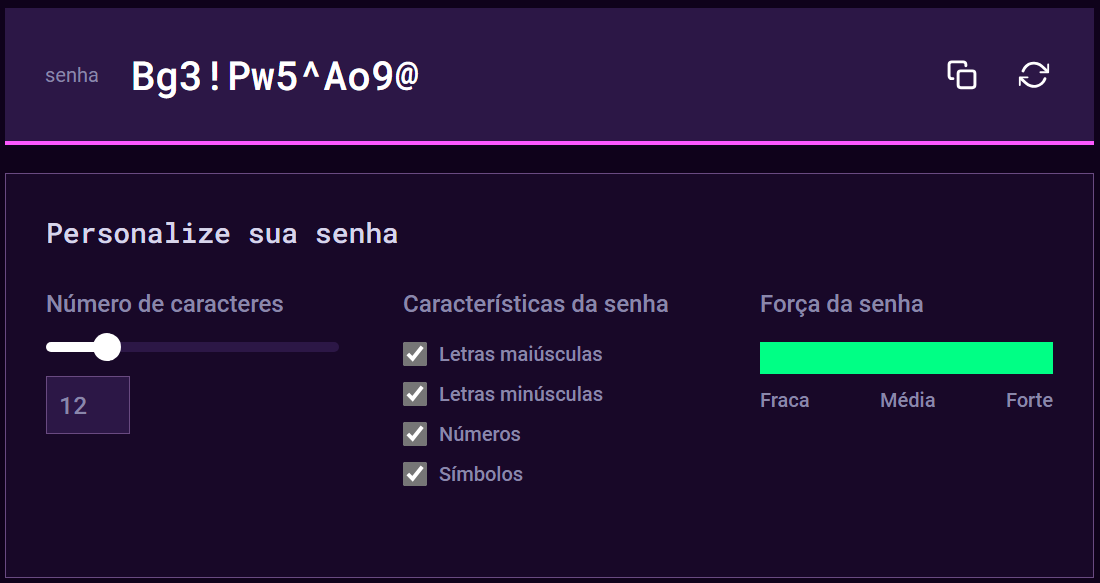 senha Bg3!Pw5^Ao9@
Personalize sua senha
Número de caracteres
12
Características da senha
Letras maiúsculas
Letras minúsculas
Números
Símbolos
Força da senha
Fraca Média Forte